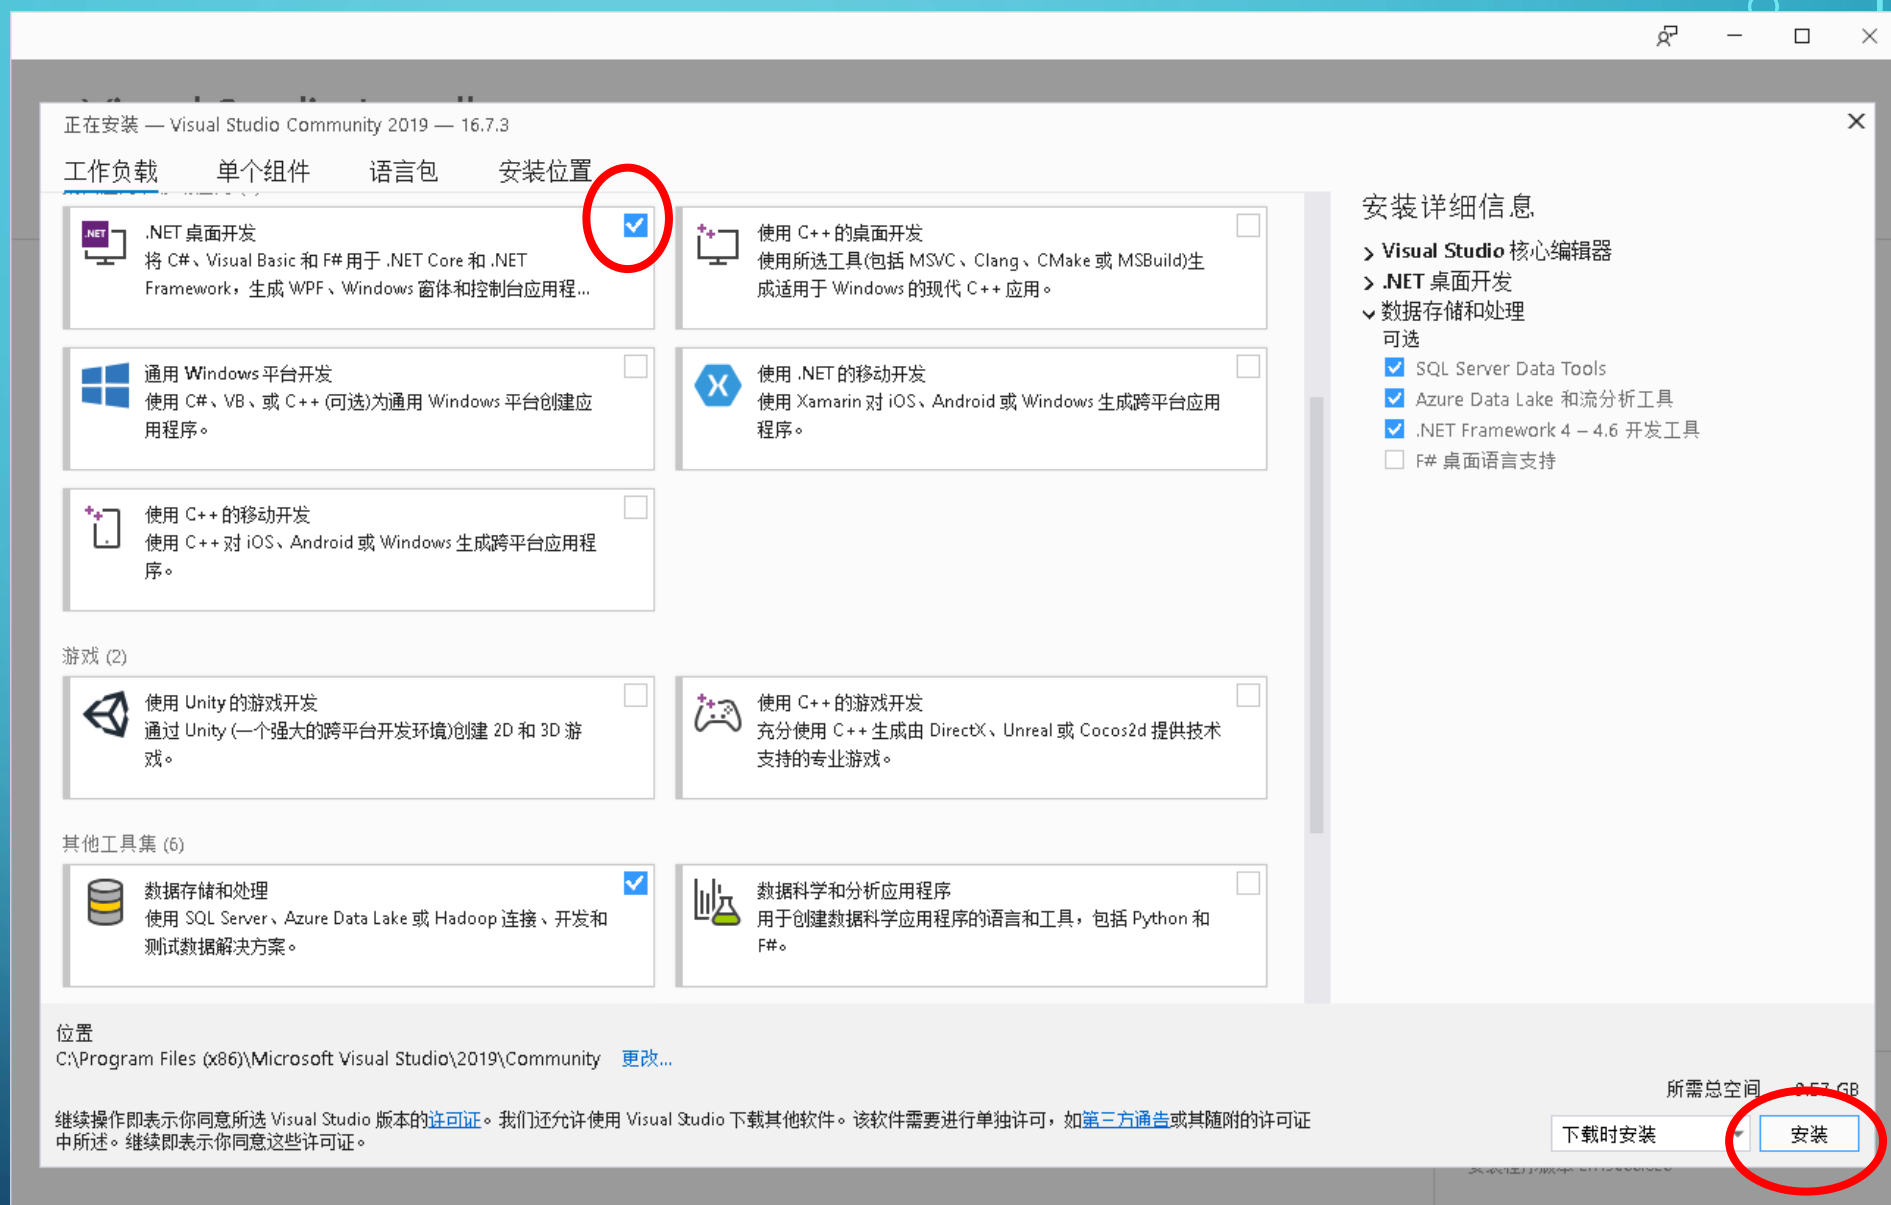 正在安装 — Visual Studio Community 2019 — 16.7.3
工作负载 单个组件 语言包 安装位置
.NET
.NET 桌面开发
将 C#、Visual Basic 和 F# 用于 .NET Core 和 .NET
Framework，生成 WPF、Windows 窗体和控制台应用程...
使用 C++ 的桌面开发
使用所选工具(包括 MSVC、Clang、CMake 或 MSBuild)生
成适用于 Windows 的现代 C++ 应用。
通用 Windows 平台开发
使用 C#、VB、或 C++ (可选)为通用 Windows 平台创建应
用程序。
使用 .NET 的移动开发
使用 Xamarin 对 iOS、Android 或 Windows 生成跨平台应用
程序。
使用 C++ 的移动开发
使用 C++ 对 iOS、Android 或 Windows 生成跨平台应用程
序。
游戏 (2)
使用 Unity 的游戏开发
通过 Unity (一个强大的跨平台开发环境)创建 2D 和 3D 游
戏。
使用 C++ 的游戏开发
充分使用 C++ 生成由 DirectX、Unreal 或 Cocos2d 提供技术
支持的专业游戏。
其他工具集 (6)
数据存储和处理
使用 SQL Server、Azure Data Lake 或 Hadoop 连接、开发和
测试数据解决方案。
数据科学和分析应用程序
用于创建数据科学应用程序的语言和工具，包括 Python 和
F#。
安装详细信息
Visual Studio 核心编辑器
.NET 桌面开发
数据存储和处理
可选
SQL Server Data Tools
Azure Data Lake 和流分析工具
.NET Framework 4 – 4.6 开发工具
F# 桌面语言支持
位置
C:\Program Files (x86)\Microsoft Visual Studio\2019\Community 更改...
所需总空间 GB
继续操作即表示你同意所选 Visual Studio 版本的许可证。我们还允许使用 Visual Studio 下载其他软件。该软件需要进行单独许可，如第三方通告或其随附的许可证
中所述。继续即表示你同意这些许可证。
下载时安装 安装